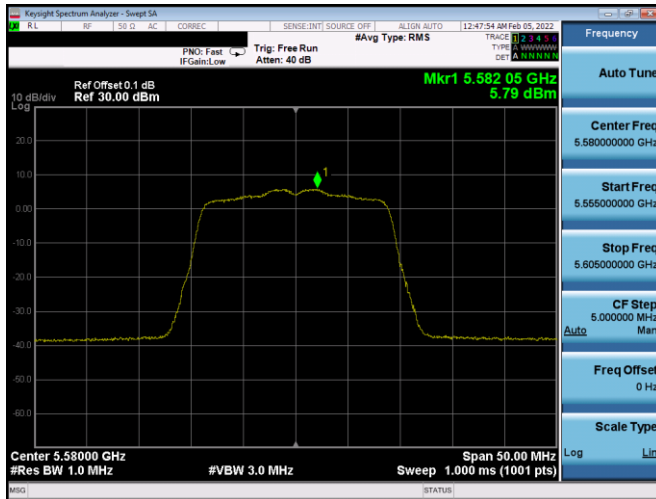 Keysight Spectrum Analyzer - Swept SA
RL RF 50 Ω AC CORREC SENSE:INT SOURCE OFF ALIGN AUTO 12:47:54 AM Feb 05, 2022
#Avg Type: RMS
TRACE 1 2 3 4 5 6
TYPE A WWWWW
DET A N N N N N
PNO: Fast
IFGain:Low
Trig: Free Run
Atten: 40 dB
Frequency
Auto Tune
Mkr1 5.582 05 GHz
5.79 dBm
Ref Offset 0.1 dB
Ref 30.00 dBm
10 dB/div
Log
20.0
10.0
0.00
-10.0
-20.0
-30.0
-40.0
-50.0
-60.0
1
Center Freq
5.580000000 GHz
Start Freq
5.555000000 GHz
Stop Freq
5.605000000 GHz
CF Step
5.000000 MHz
Auto Man
Freq Offset
0 Hz
Scale Type
Log Lin
Center 5.58000 GHz
Span 50.00 MHz
#Res BW 1.0 MHz
#VBW 3.0 MHz
Sweep 1.000 ms (1001 pts)
MSG
STATUS